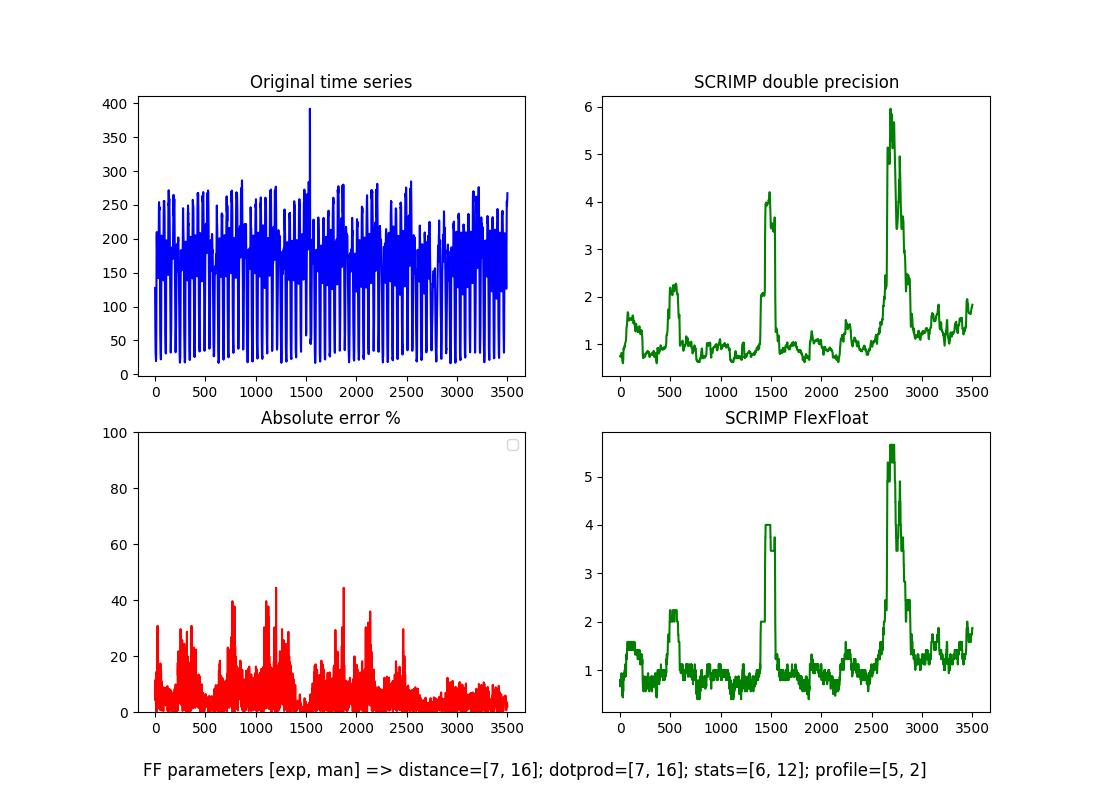 Original time series
400
350
300
250
200
150
100
50
0
0 500 1000 1500 2000 2500 3000 3500
SCRIMP double precision
6
5
4
3
2
1
0 500 1000 1500 2000 2500 3000 3500
Absolute error %
100
80
60
40
20
0
0 500 1000 1500 2000 2500 3000 3500
SCRIMP FlexFloat
5
4
3
2
1
0 500 1000 1500 2000 2500 3000 3500
FF parameters [exp, man] => distance=[7, 16]; dotprod=[7, 16]; stats=[6, 12]; profile=[5, 2]